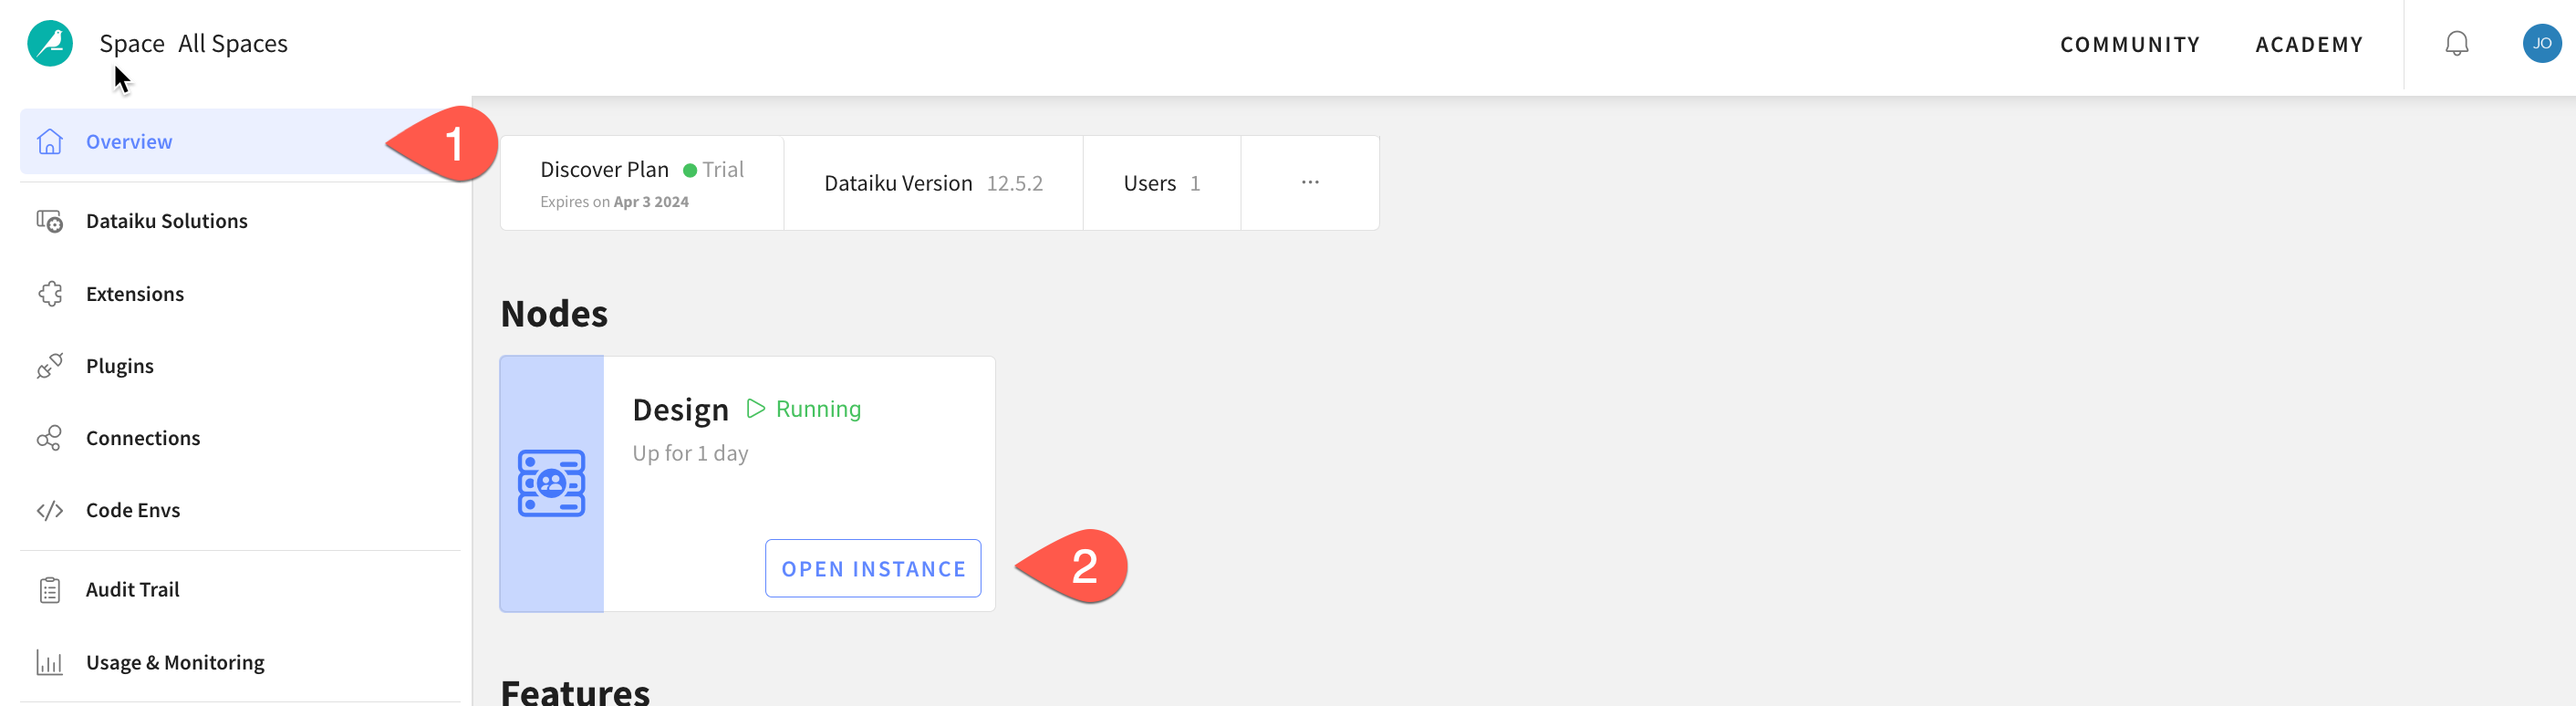 Space All Spaces
COMMUNITY ACADEMY
JO
Overview
1
Dataiku Solutions
Extensions
Plugins
Connections
Code Envs
Audit Trail
Usage & Monitoring
Discover Plan Trial
Expires on Apr 3 2024
Dataiku Version 12.5.2
Users 1
...
Nodes
Design Running
Up for 1 day
OPEN INSTANCE
2
Features